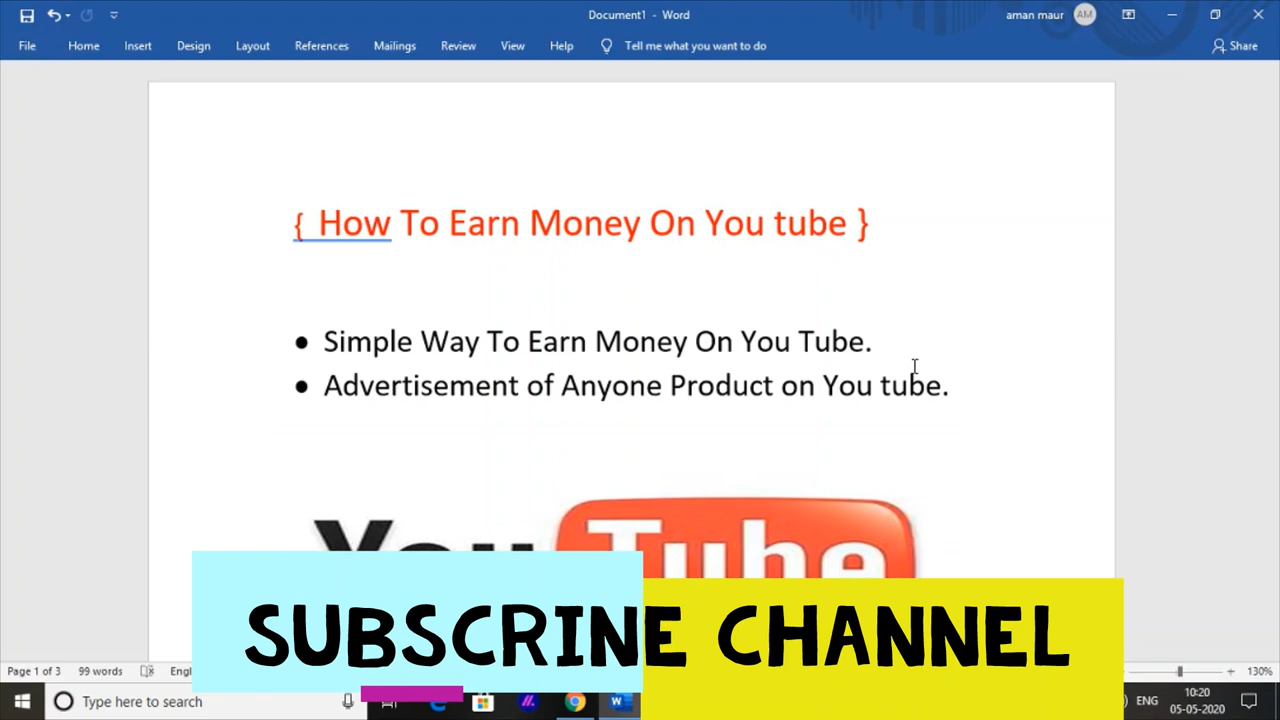 Document1 - Word
aman maur AM
File Home Insert Design Layout References Mailings Review View Help Tell me what you want to do Share
{ How To Earn Money On You tube }
• Simple Way To Earn Money On You Tube.
• Advertisement of Anyone Product on You tube.
You Tube
SUBSCRINE CHANNEL
Page 1 of 3 99 words Engl 130%
Type here to search ENG 10:20
05-05-2020